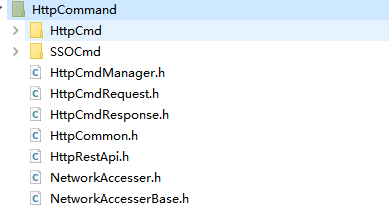 HttpCommand
HttpCmd
SSOCmd
HttpCmdManager.h
HttpCmdRequest.h
HttpCmdResponse.h
HttpCommon.h
HttpRestApi.h
NetworkAccesser.h
NetworkAccesserBase.h